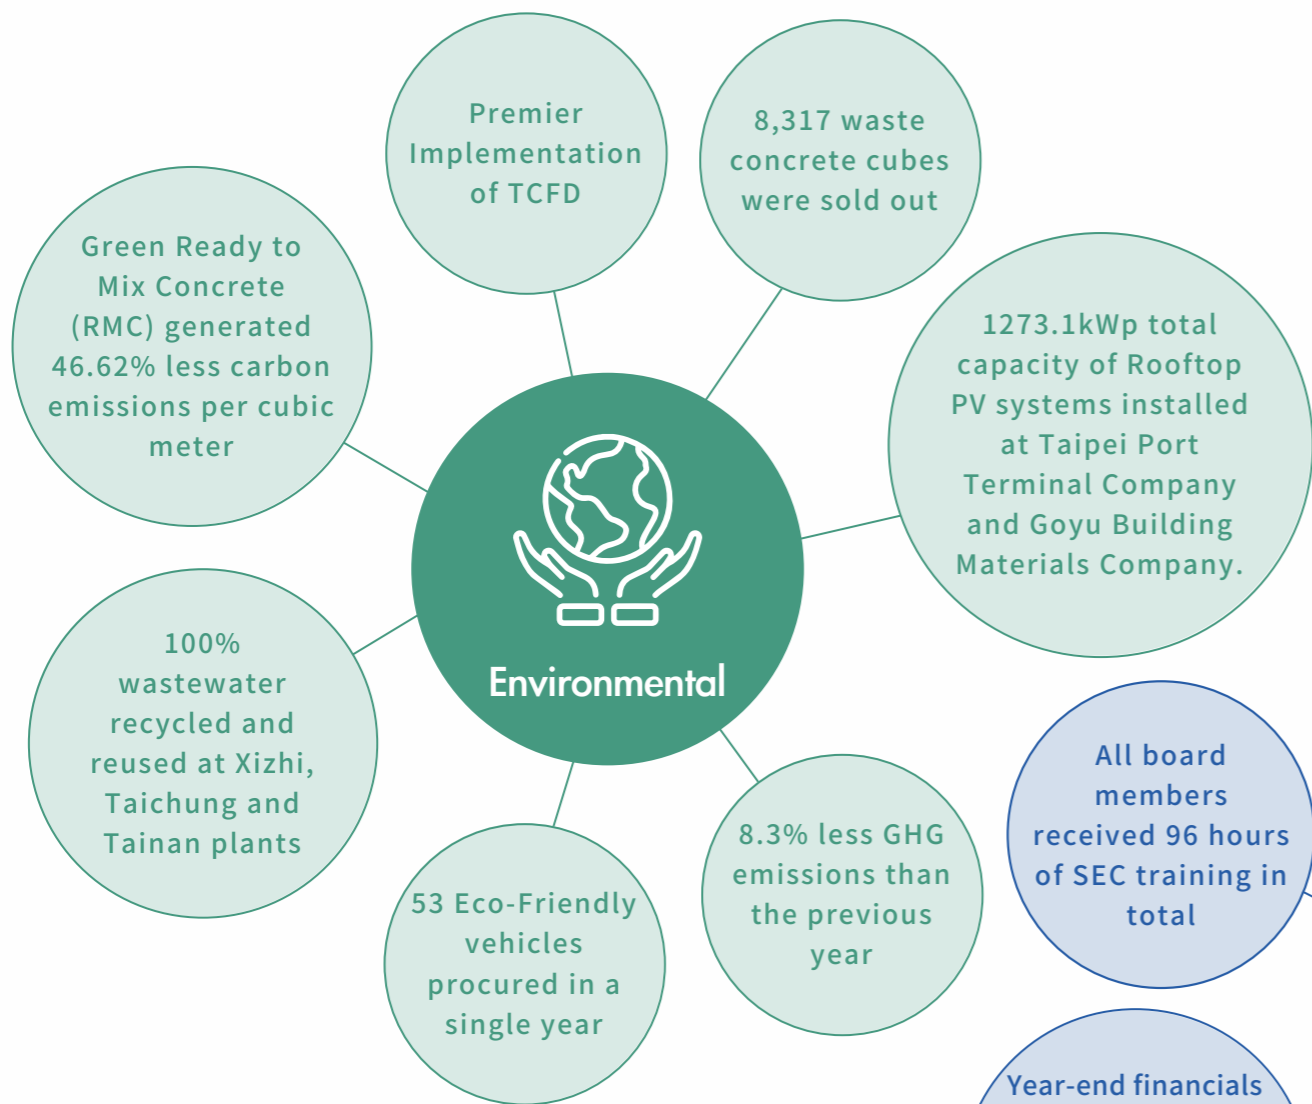 Premier
Implementation
of TCFD
8,317 waste
concrete cubes
were sold out
Green Ready to
Mix Concrete
(RMC) generated
46.62% less carbon
emissions per cubic
meter
1273.1kWp total
capacity of Rooftop
PV systems installed
at Taipei Port
Terminal Company
and Goyu Building
Materials Company.
Environmental
100%
wastewater
recycled and
reused at Xizhi,
Taichung and
Tainan plants
53 Eco-Friendly
vehicles
procured in a
single year
8.3% less GHG
emissions than
the previous
year
All board
members
received 96 hours
of SEC training in
total
Year-end financials